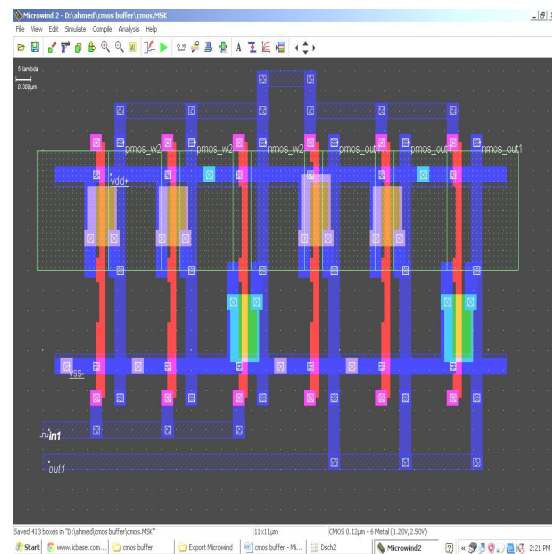 Microwind 2 - D:\ahmed\cmos buffer\cmos.MSK
File View Edit Simulate Compile Analysis Help
A
5 lambda
0.300µm
pmos_w2 pmos_w2 nmos_w2 pmos_out pmos_out nmos_out1
vdd+
vss-
in1
out1
Saved 413 boxes in "D:\ahmed\cmos buffer\cmos.MSK" 11x11µm CMOS 0.12µm - 6 Metal (1.20V,2.50V)
Start www.icbase.com... cmos buffer Export Microwind cmos buffer - Mi... Dsch2 Microwind2 2:21 PM